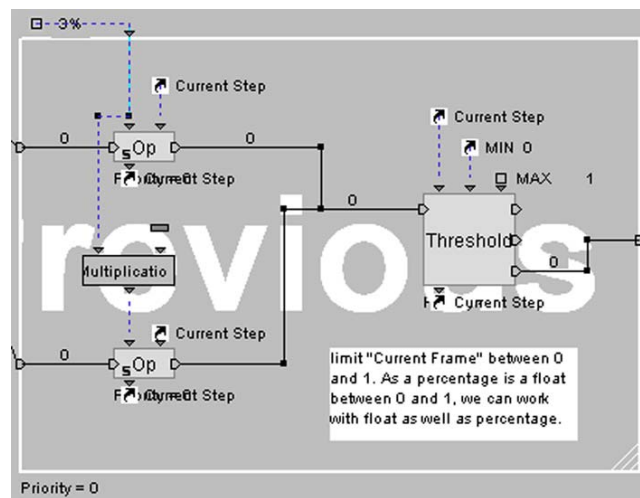 3%
Current Step
0
Op
0
Current Step
Current Step
MIN 0
MAX 1
0
Threshold
0
Current Step
revious
Multiplicatio
Current Step
0
Op
Current Step
limit "Current Frame" between 0
and 1. As a percentage is a float
between 0 and 1, we can work
with float as well as percentage.
Priority = 0